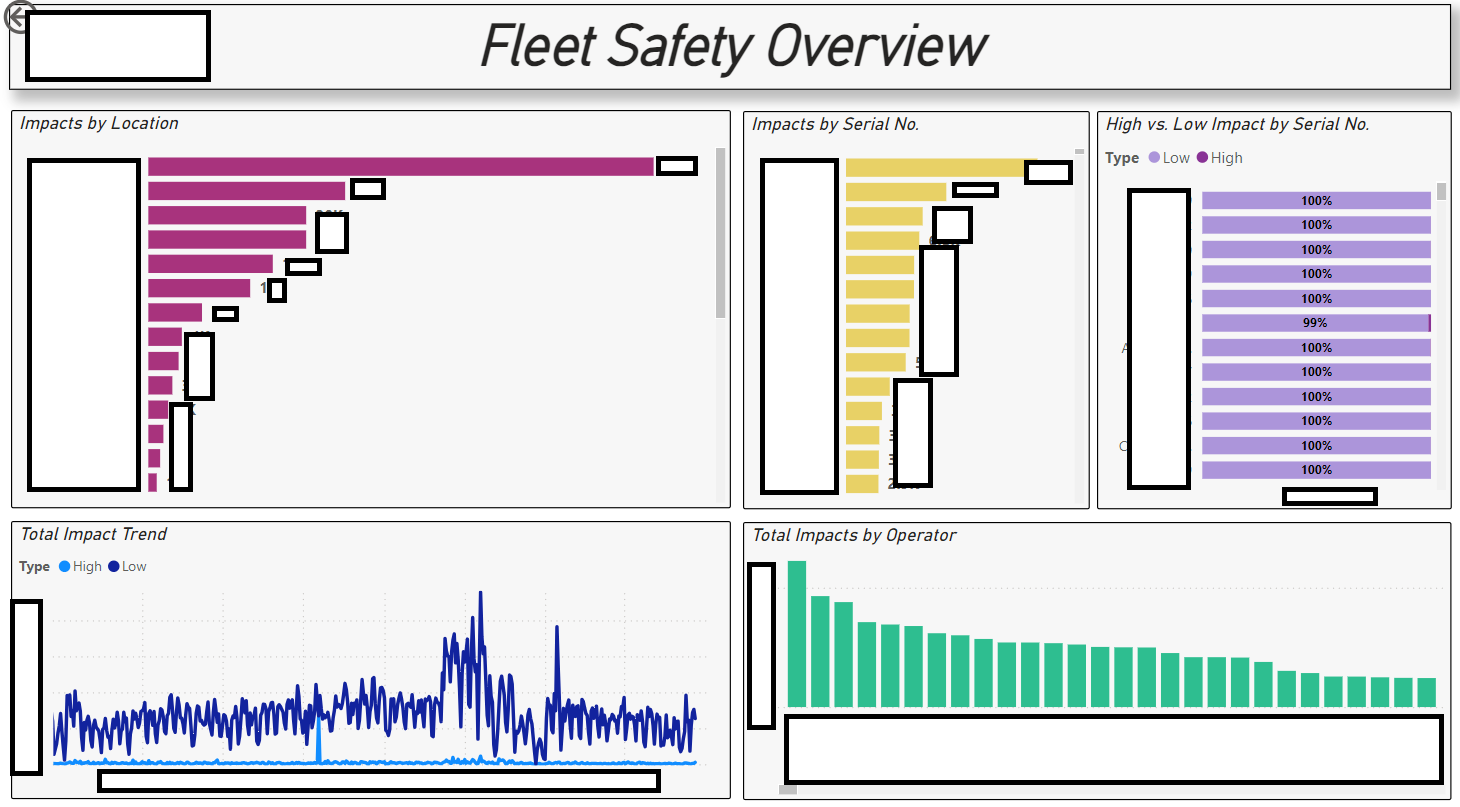 Fleet Safety Overview
Impacts by Location
Impacts by Serial No.
High vs. Low Impact by Serial No.
Type Low High
100%
100%
100%
100%
100%
99%
100%
100%
100%
100%
100%
100%
Total Impact Trend
Type High Low
Total Impacts by Operator